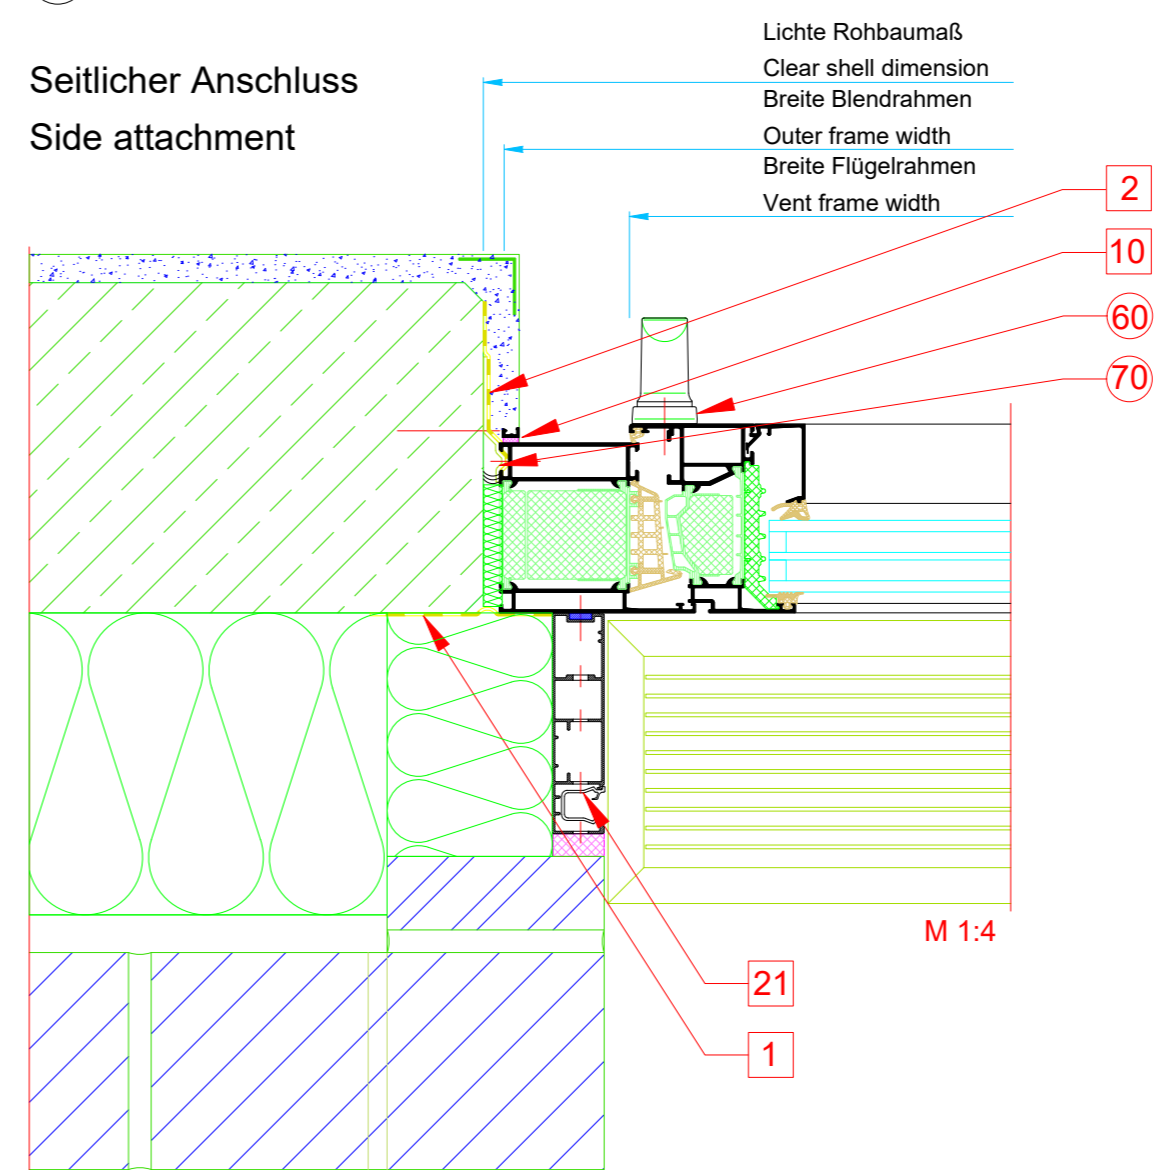 Lichte Rohbaumaß
Seitlicher Anschluss
Clear shell dimension
Breite Blendrahmen
Side attachment
Outer frame width
Breite Flügelrahmen
Vent frame width
2
10
60
70
M 1:4
21
1